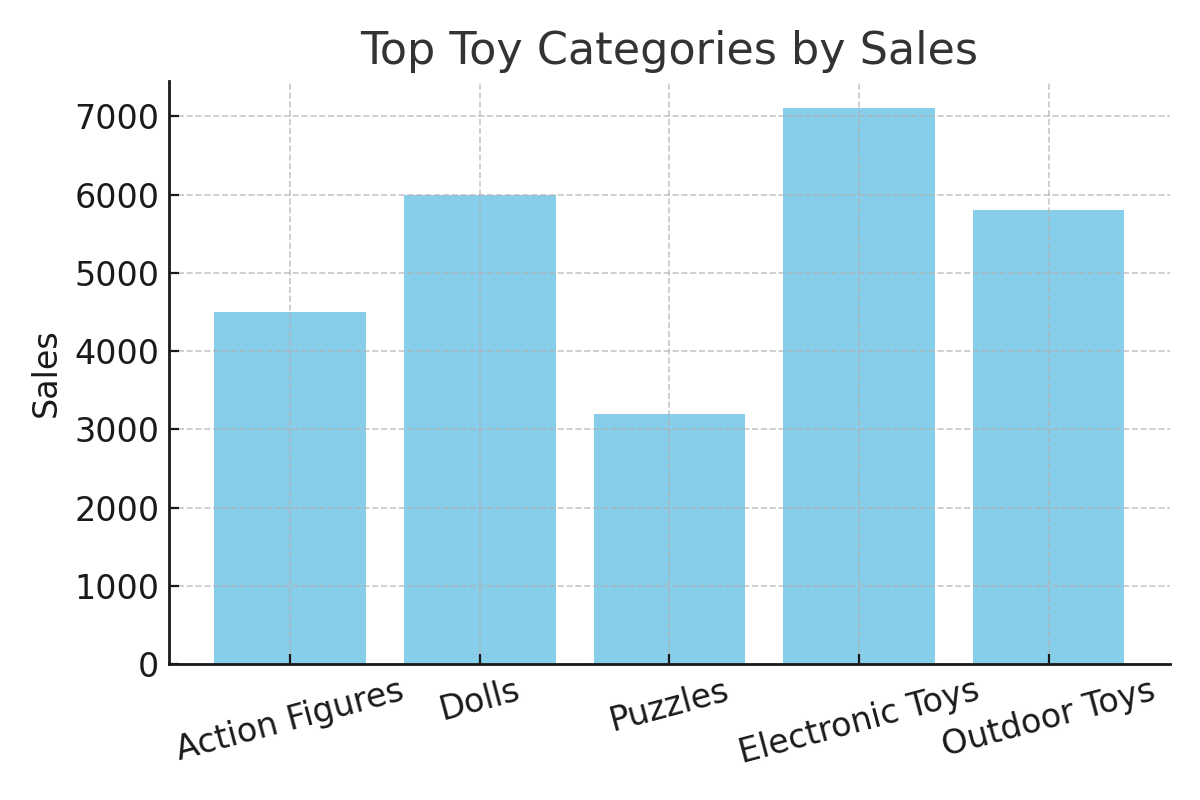 Top Toy Categories by Sales
Sales
7000
6000
5000
4000
3000
2000
1000
0
Action Figures
Dolls
Puzzles
Electronic Toys
Outdoor Toys